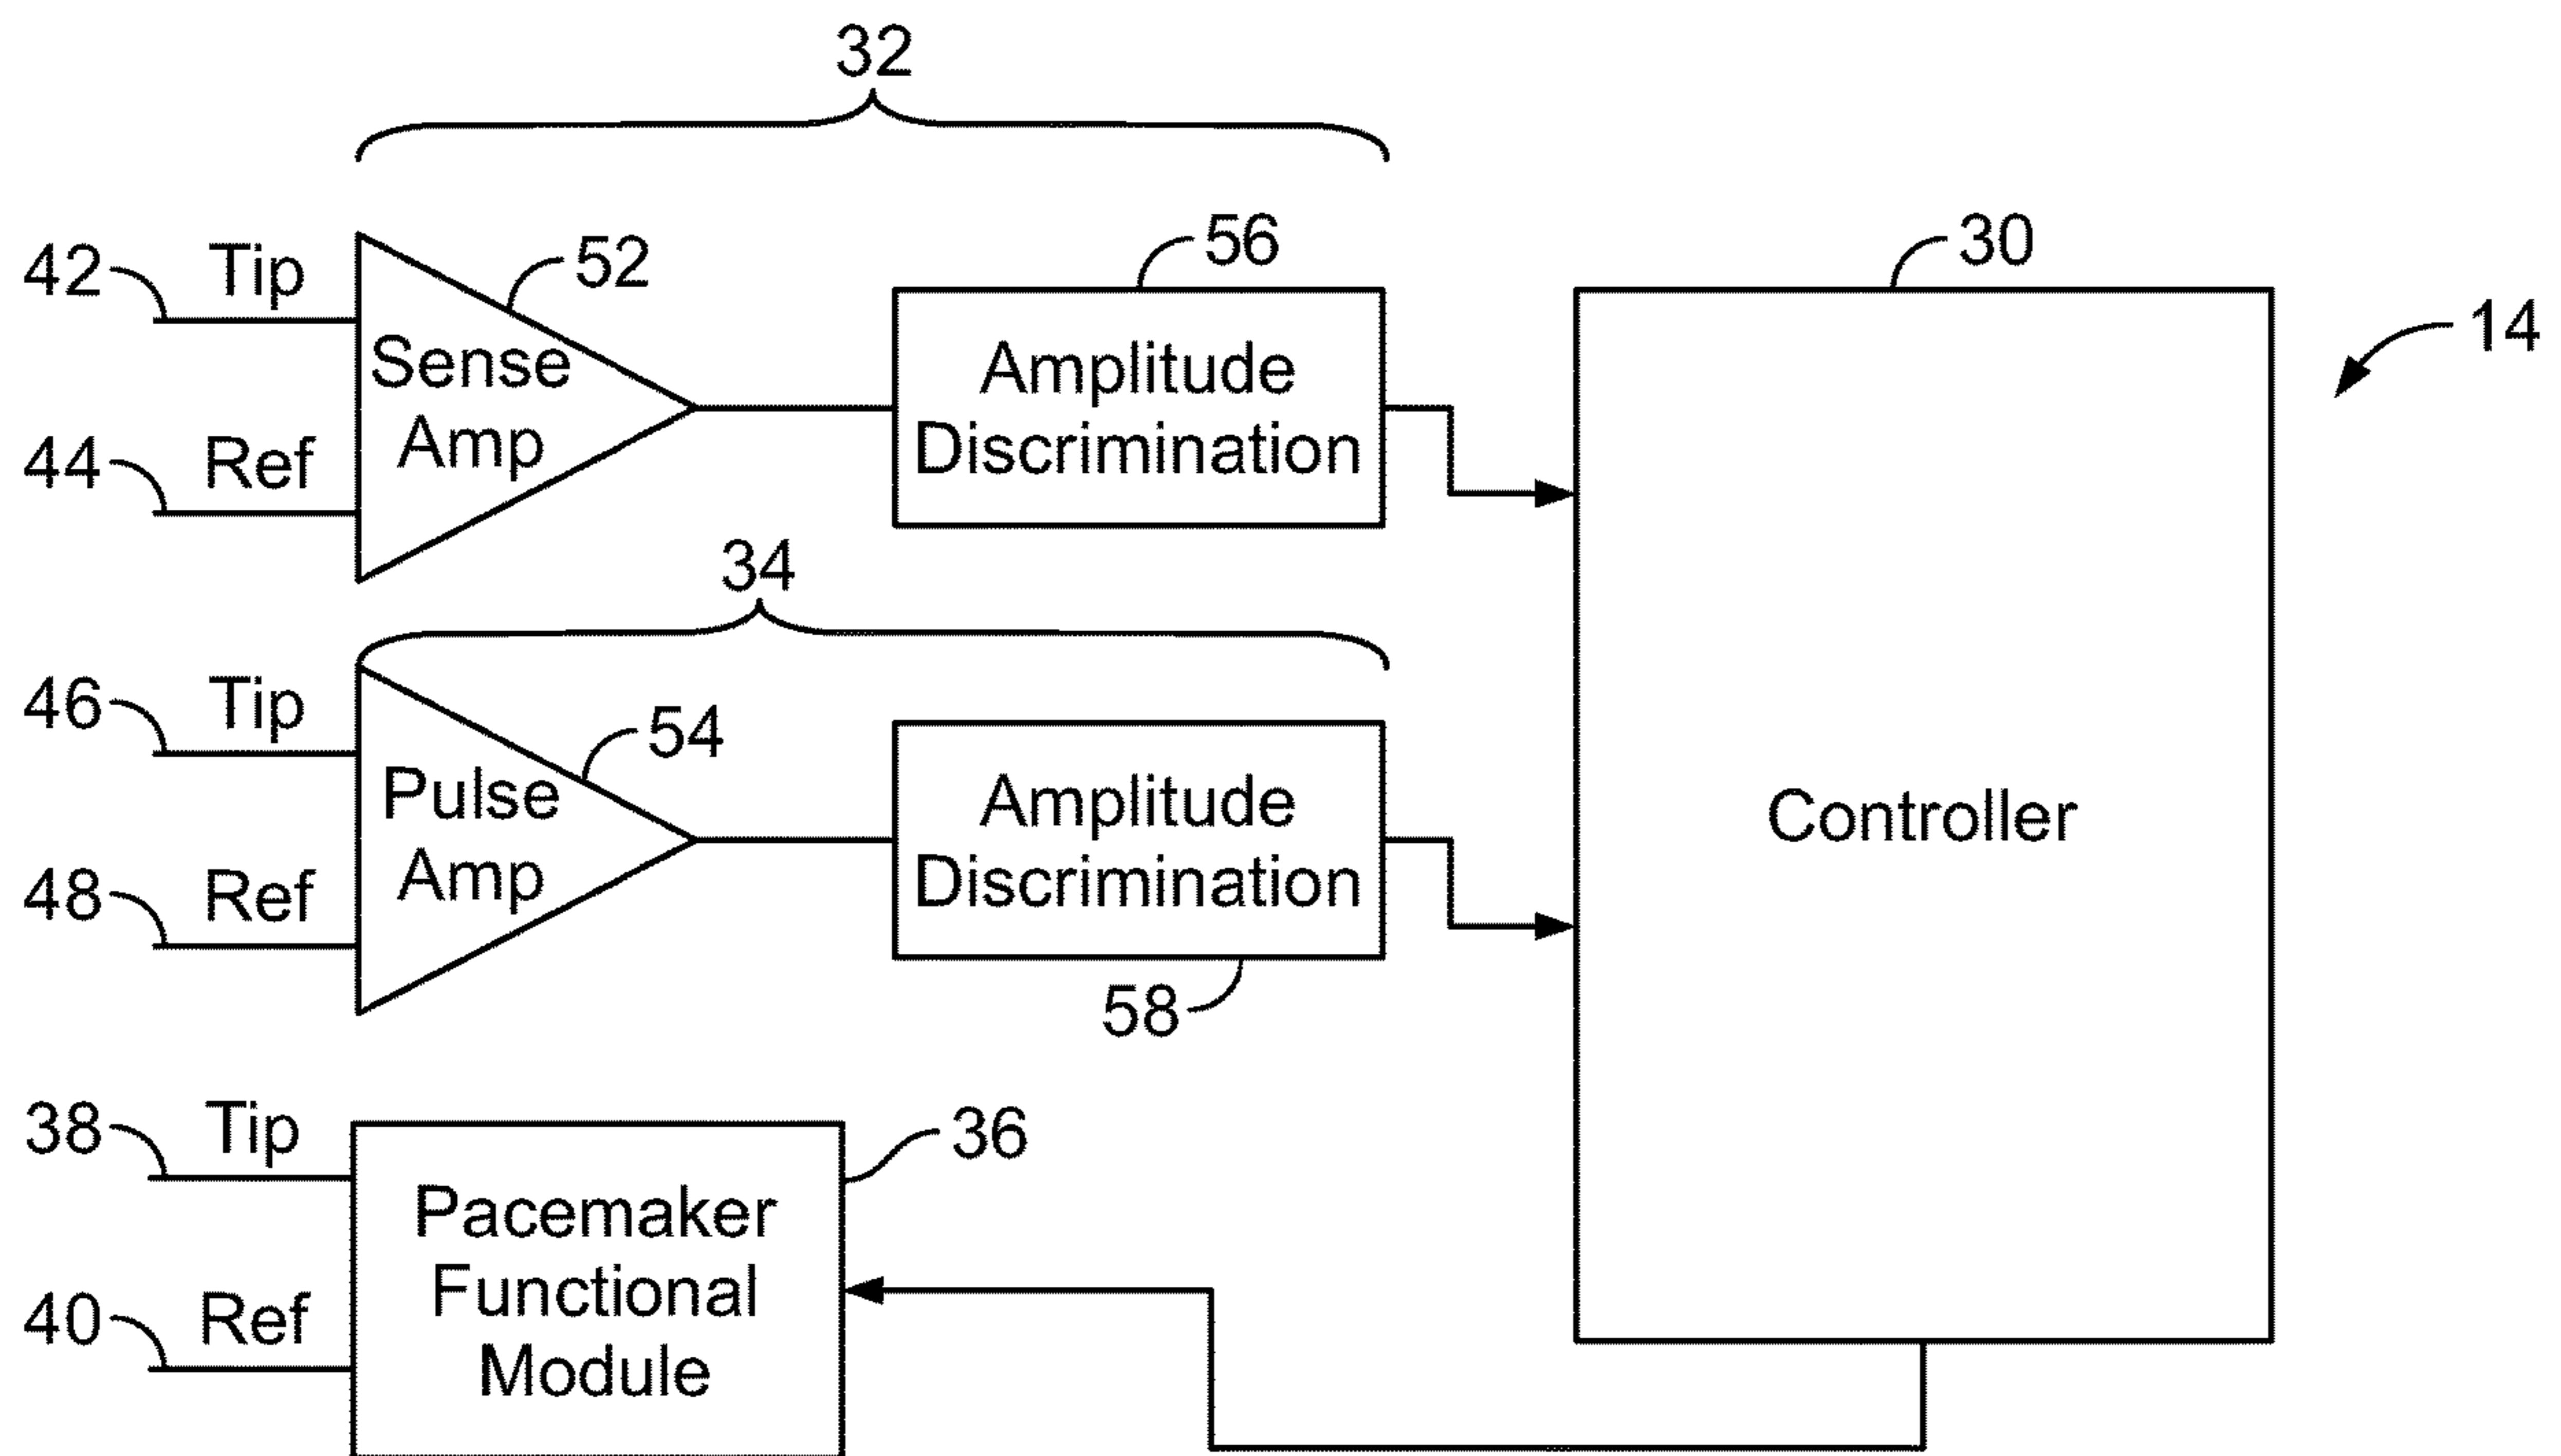 32
42
Tip
52
56
30
14
Sense
Amp
Amplitude
Discrimination
44
Ref
34
46
Tip
54
Pulse
Amp
Amplitude
Discrimination
Controller
48
Ref
58
38
Tip
36
Pacemaker
Functional
Module
40
Ref